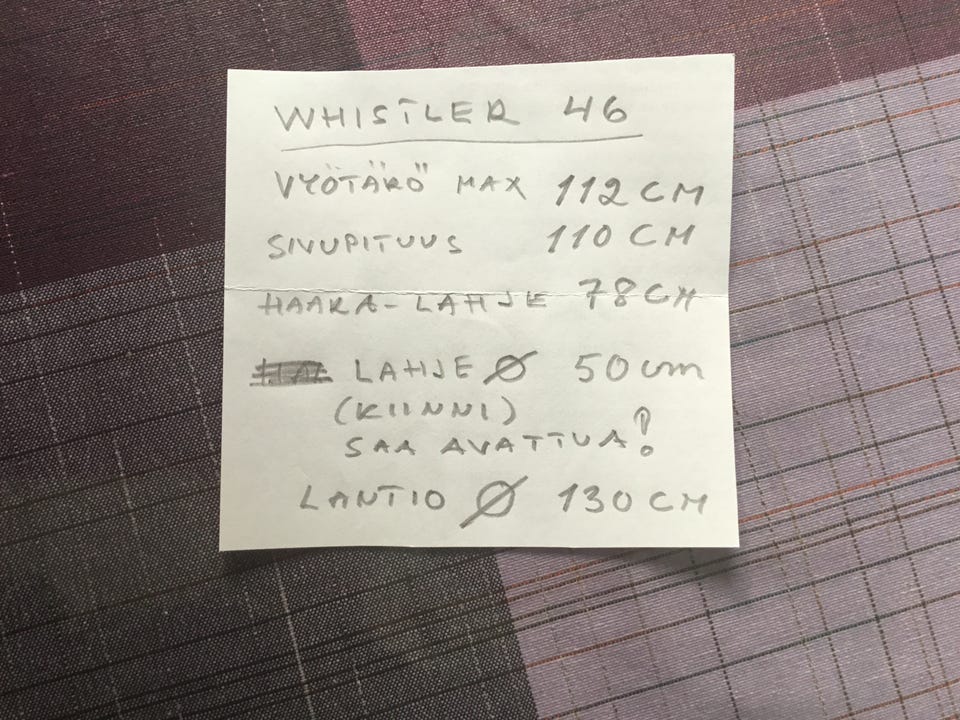 WHISTLER 46
VYÖTÄRÖ MAX 112 CM
SIVUPITUUS 110 CM
HAARA-LAHJE 78 CM
LAHJE Ø 50 cm
(KIINNI)
SAA AVATTUA!
LANTIO Ø 130 CM